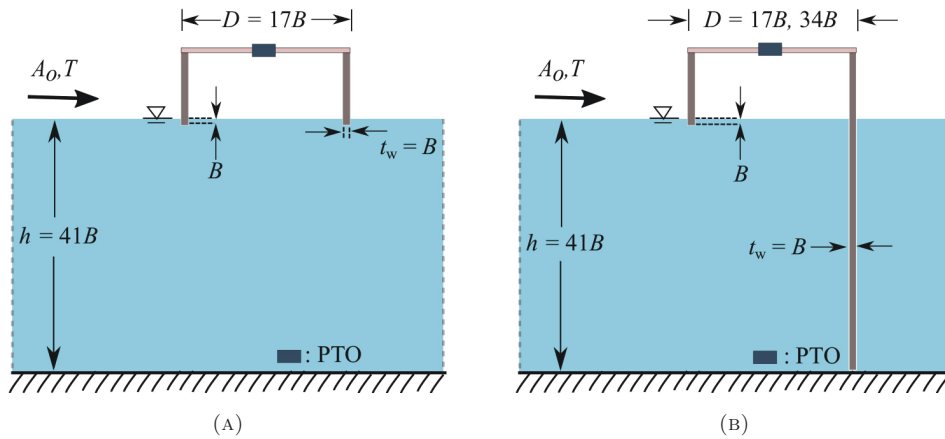 D = 17B
A_O, T
B
t_w = B
h = 41B
: PTO
(A)
D = 17B, 34B
A_O, T
B
h = 41B
t_w = B
: PTO
(B)